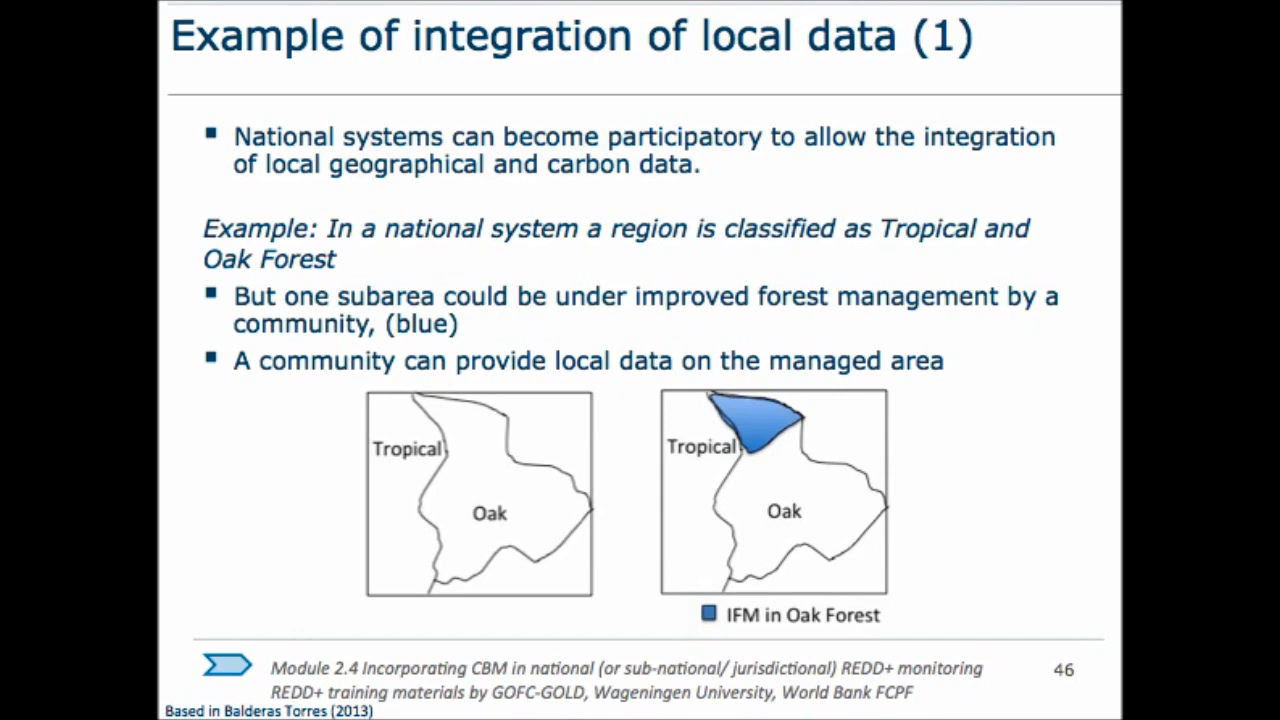 Example of integration of local data (1)
▪ National systems can become participatory to allow the integration
of local geographical and carbon data.
Example: In a national system a region is classified as Tropical and
Oak Forest
▪ But one subarea could be under improved forest management by a
community, (blue)
▪ A community can provide local data on the managed area
Tropical
Oak
Tropical
Oak
IFM in Oak Forest
Module 2.4 Incorporating CBM in national (or sub-national/ jurisdictional) REDD+ monitoring
REDD+ training materials by GOFC-GOLD, Wageningen University, World Bank FCPF
46
Based in Balderas Torres (2013)